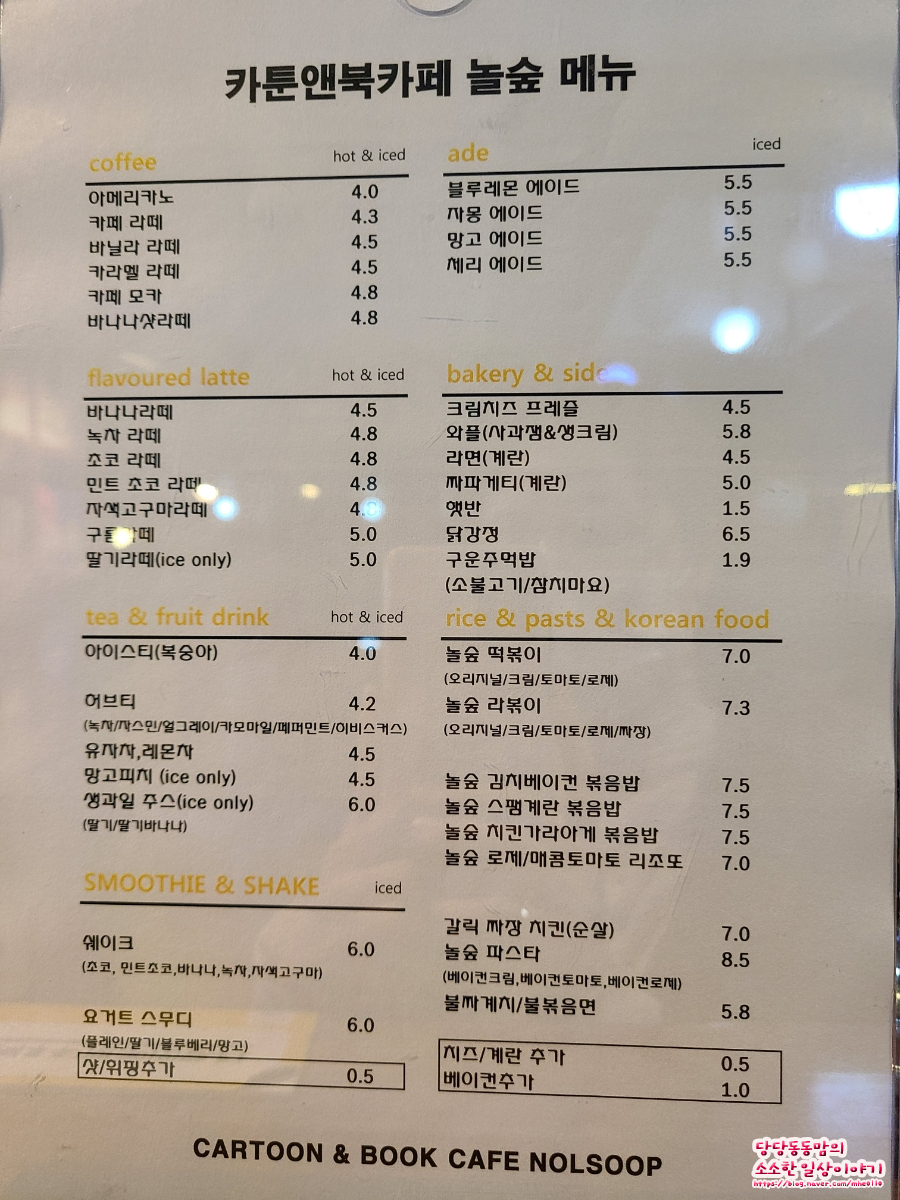 카툰앤북카페 놀숲 메뉴
coffee hot & iced
아메리카노 4.0
카페 라떼 4.3
바닐라 라떼 4.5
카라멜 라떼 4.5
카페 모카 4.8
바나나샷라떼 4.8
flavoured latte hot & iced
바나나라떼 4.5
녹차 라떼 4.8
초코 라떼 4.8
민트 초코 라떼 4.8
자색고구마라떼
5.0
딸기라떼(ice only) 5.0
tea & fruit drink hot & iced
아이스티(복숭아) 4.0
허브티 4.2
(녹차/자스민/얼그레이/카모마일/페퍼민트/히비스커스)
유자차,레몬차 4.5
망고피치 (ice only) 4.5
생과일 주스(ice only) 6.0
(딸기/딸기바나나)
SMOOTHIE & SHAKE iced
쉐이크 6.0
(초코, 민트초코,바나나,녹차,자색고구마)
요거트 스무디 6.0
(플레인/딸기/블루베리/망고)
샷/휘핑추가 0.5
ade iced
블루레몬 에이드 5.5
자몽 에이드 5.5
망고 에이드 5.5
체리 에이드 5.5
bakery & side
크림치즈 프레즐 4.5
와플(사과잼&생크림) 5.8
라면(계란) 4.5
짜파게티(계란) 5.0
햇반 1.5
닭강정 6.5
구운주먹밥 1.9
(소불고기/참치마요)
rice & pasts & korean food
놀숲 떡볶이 7.0
(오리지널/크림/토마토/로제)
놀숲 라볶이 7.3
(오리지널/크림/토마토/로제/짜장)
놀숲 김치베이컨 볶음밥 7.5
놀숲 스팸계란 볶음밥 7.5
놀숲 치킨가라아게 볶음밥 7.5
놀숲 로제/매콤토마토 리조또 7.0
갈릭 짜장 치킨(순살) 7.0
놀숲 파스타 8.5
(베이컨크림,베이컨토마토,베이컨로제)
불짜계치/불볶음면 5.8
치즈/계란 추가 0.5
베이컨추가 1.0
CARTOON & BOOK CAFE NOLSOOP
당당동동맘의
소소한 일상이야기
https://blog.naver.com/mhe0110